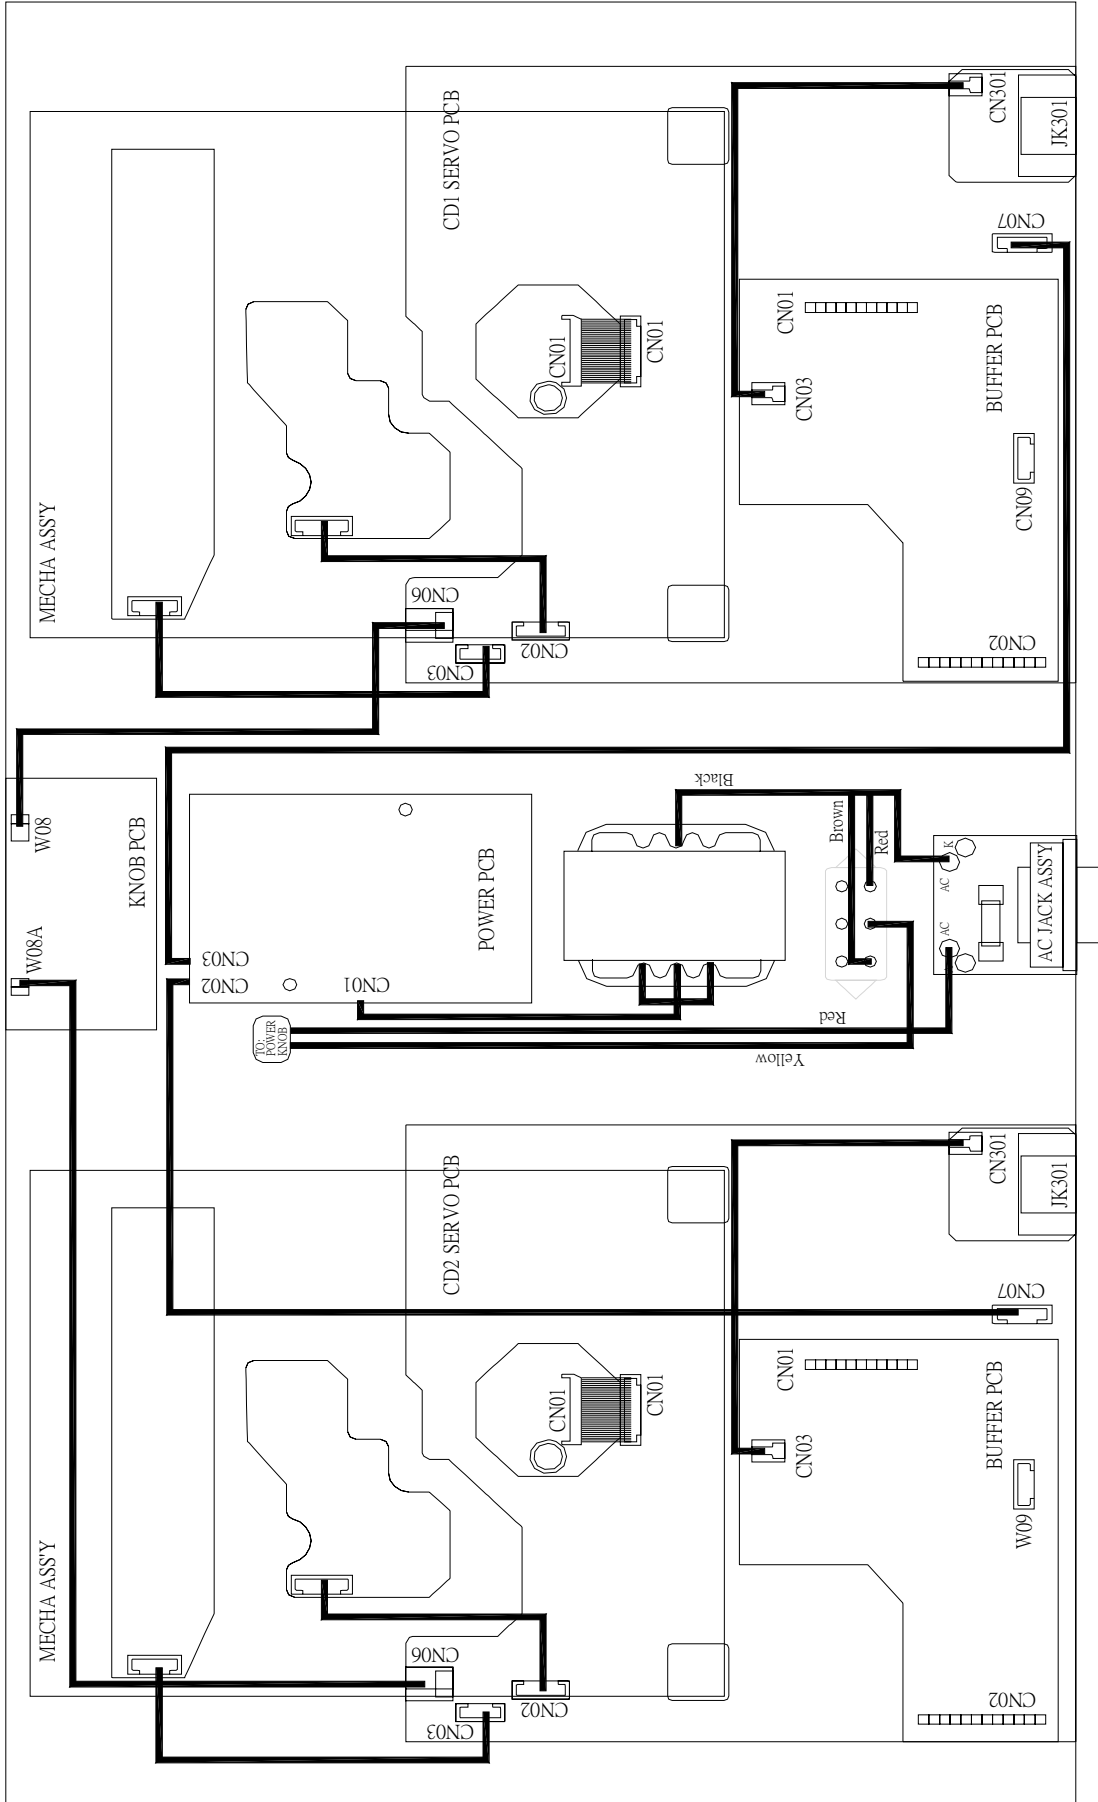 CD1 SERVO PCB
CN301
JK301
CN07
CN01
CN01
CN01
CN03
BUFFER PCB
CN09
MECHA ASS'Y
CN06
CN03
CN02
CN02
W08
KNOB PCB
W08A
POWER PCB
CN03
CN02
CN01
Black
Brown
Red
AC
K
AC
AC JACK ASS'Y
TO:
POWER
KNOB
Red
Yellow
CD2 SERVO PCB
CN301
JK301
CN07
CN01
CN01
CN01
CN03
BUFFER PCB
W09
MECHA ASS'Y
CN06
CN03
CN02
CN02